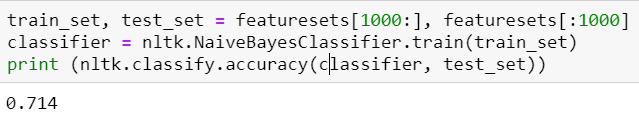 train_set, test_set = featuresets[1000:], featuresets[:1000]
classifier = nltk.NaiveBayesClassifier.train(train_set)
print (nltk.classify.accuracy(classifier, test_set))
0.714